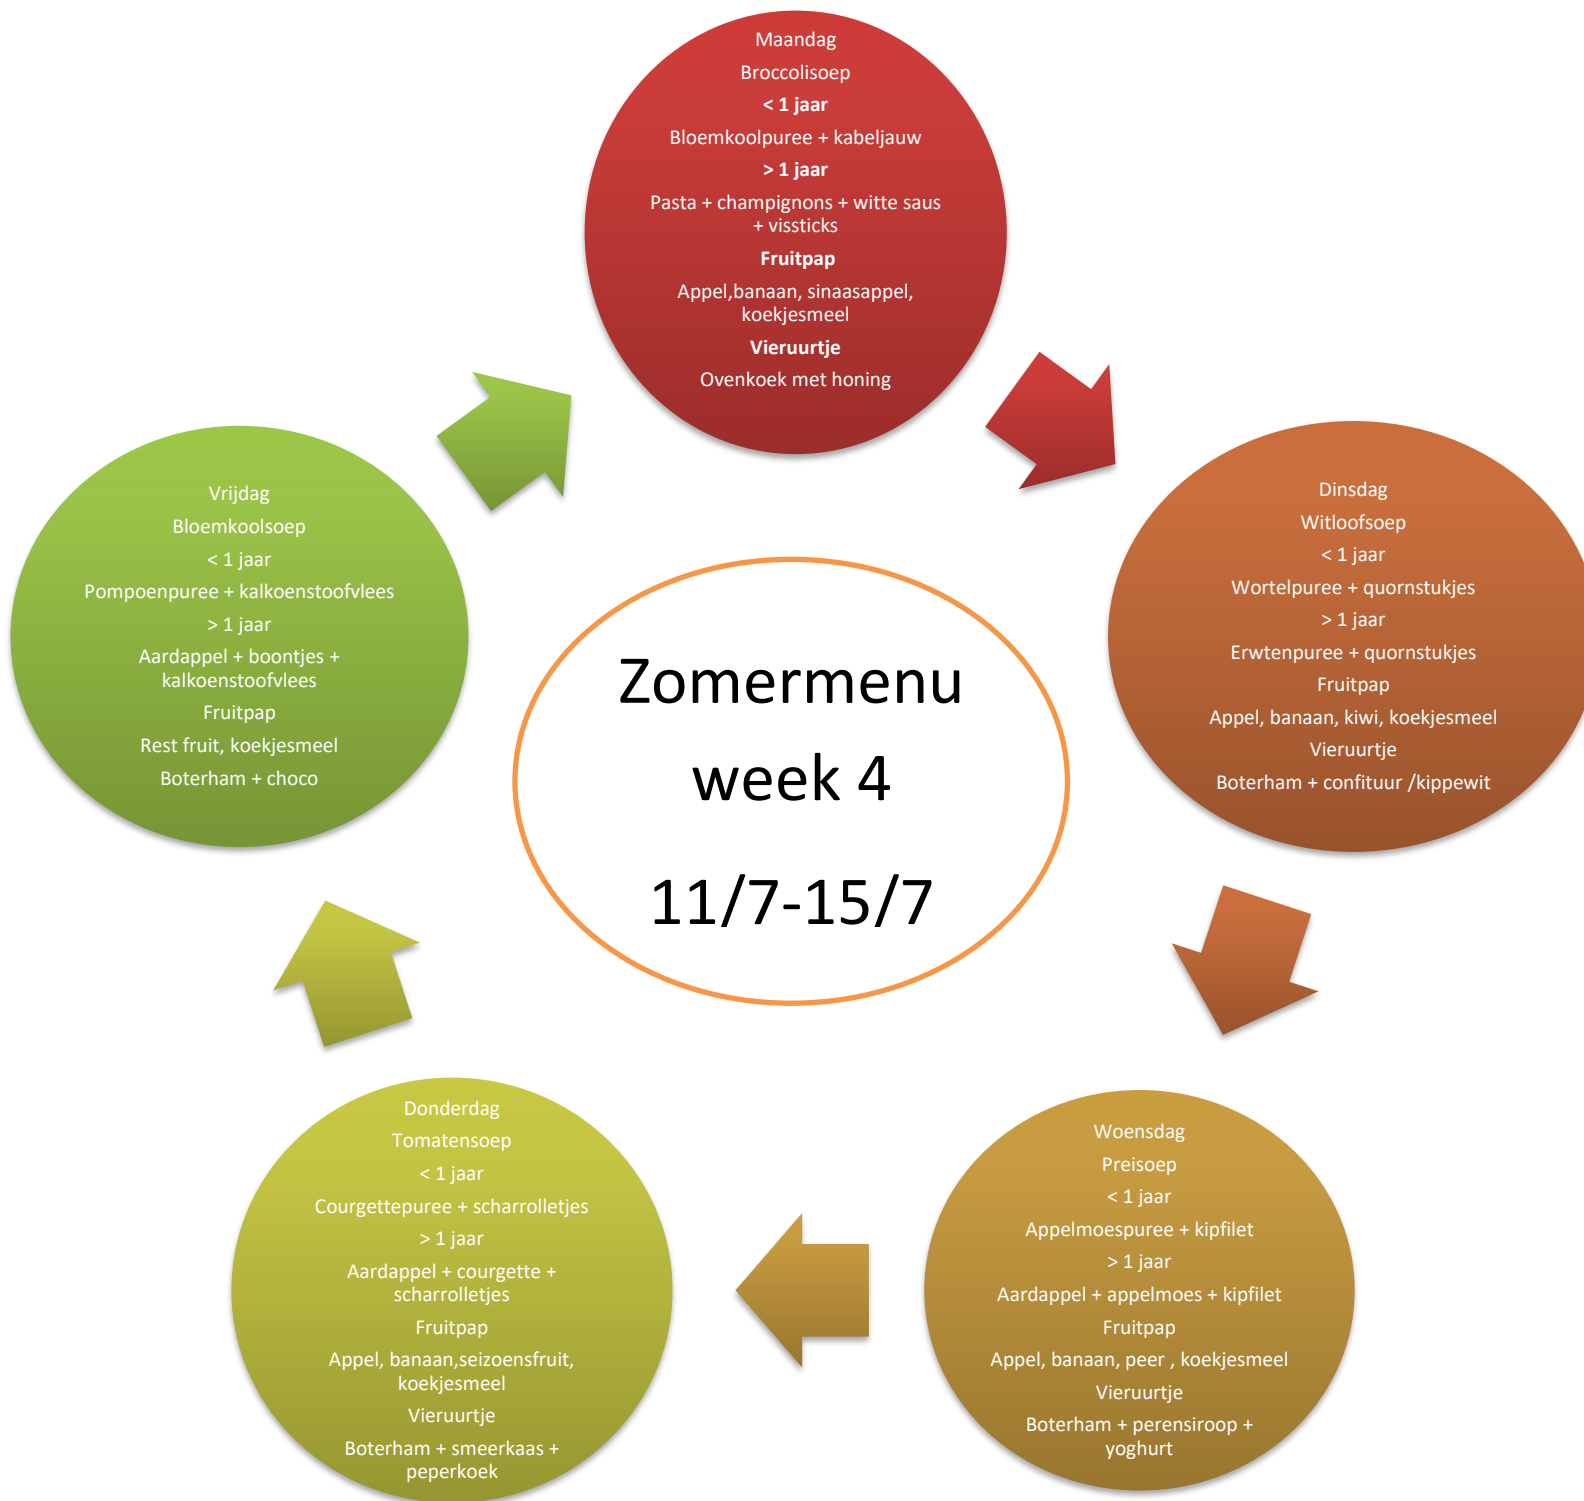 Maandag
Broccolisoep
< 1 jaar
Bloemkoolpuree + kabeljauw
> 1 jaar
Pasta + champignons + witte saus
+ vissticks
Fruitpap
Appel,banaan, sinaasappel,
koekjesmeel
Vieruurtje
Ovenkoek met honing
Dinsdag
Witloofsoep
< 1 jaar
Wortelpuree + quornstukjes
> 1 jaar
Erwtenpuree + quornstukjes
Fruitpap
Appel, banaan, kiwi, koekjesmeel
Vieruurtje
Boterham + confituur /kippewit
Woensdag
Preisoep
< 1 jaar
Appelmoespuree + kipfilet
> 1 jaar
Aardappel + appelmoes + kipfilet
Fruitpap
Appel, banaan, peer , koekjesmeel
Vieruurtje
Boterham + perensiroop +
yoghurt
Donderdag
Tomatensoep
< 1 jaar
Courgettepuree + scharrolletjes
> 1 jaar
Aardappel + courgette +
scharrolletjes
Fruitpap
Appel, banaan,seizoensfruit,
koekjesmeel
Vieruurtje
Boterham + smeerkaas +
peperkoek
Vrijdag
Bloemkoolsoep
< 1 jaar
Pompoenpuree + kalkoenstoofvlees
> 1 jaar
Aardappel + boontjes +
kalkoenstoofvlees
Fruitpap
Rest fruit, koekjesmeel
Boterham + choco
Zomermenu
week 4
11/7-15/7